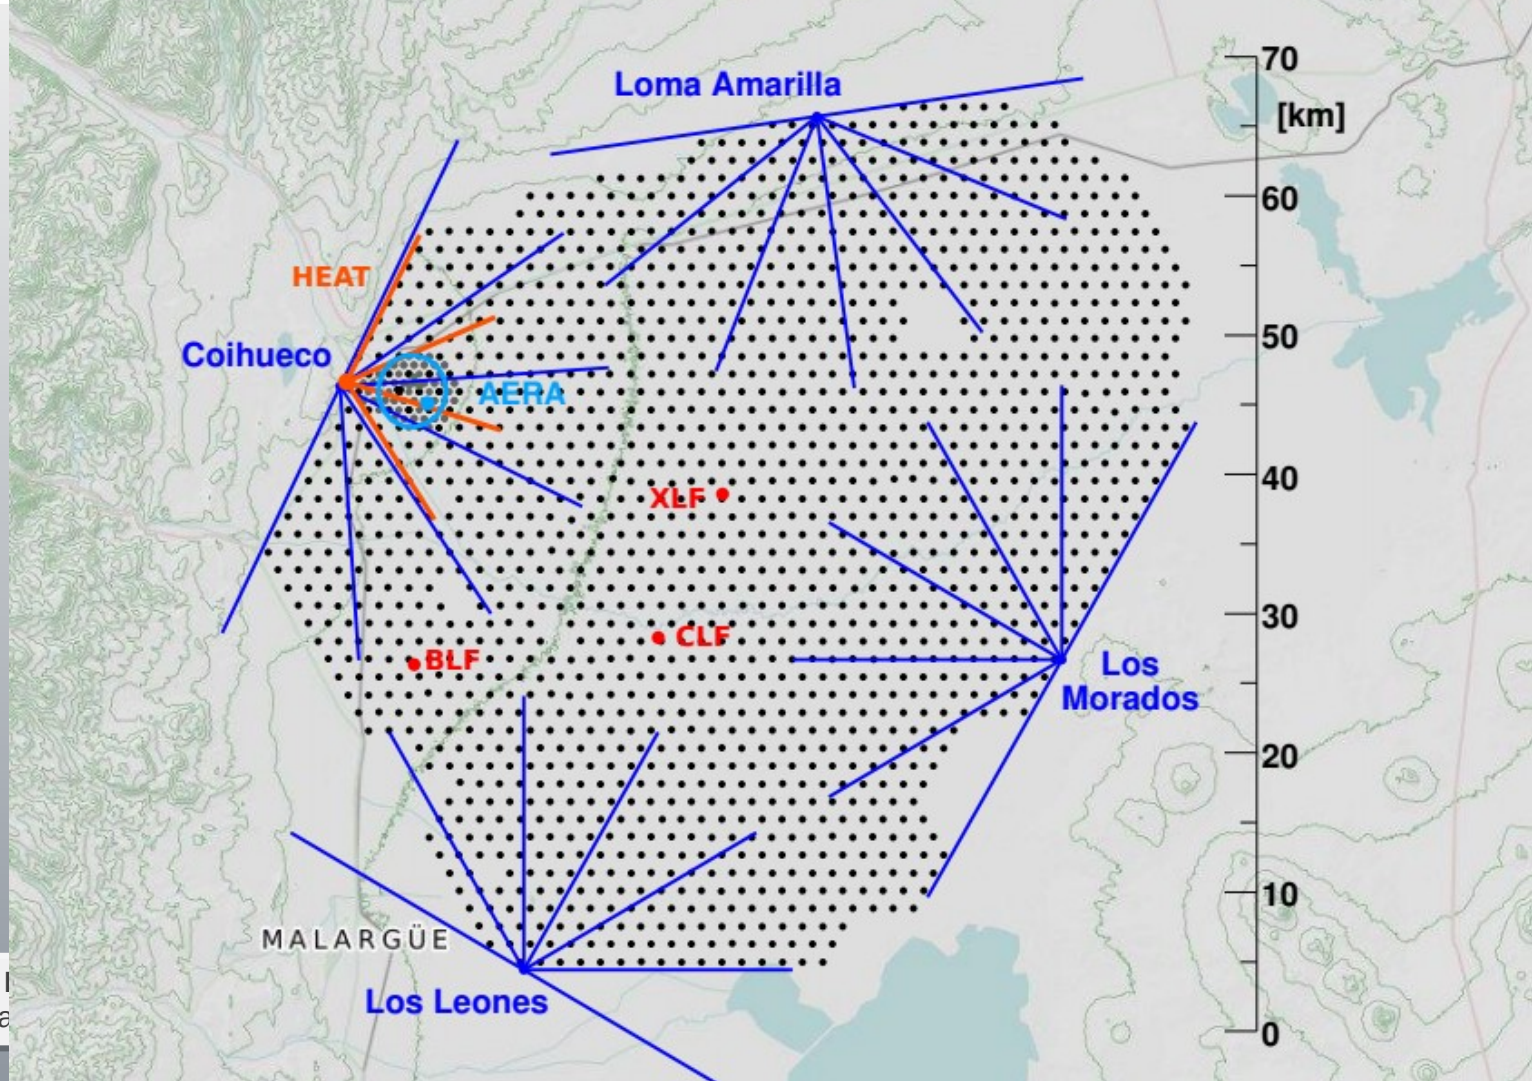 Loma Amarilla
70
[km]
60
HEAT
50
Coihueco
AERA
40
XLF
30
CLF
BLF
Los
Morados
20
10
MALARGÜE
Los Leones
0